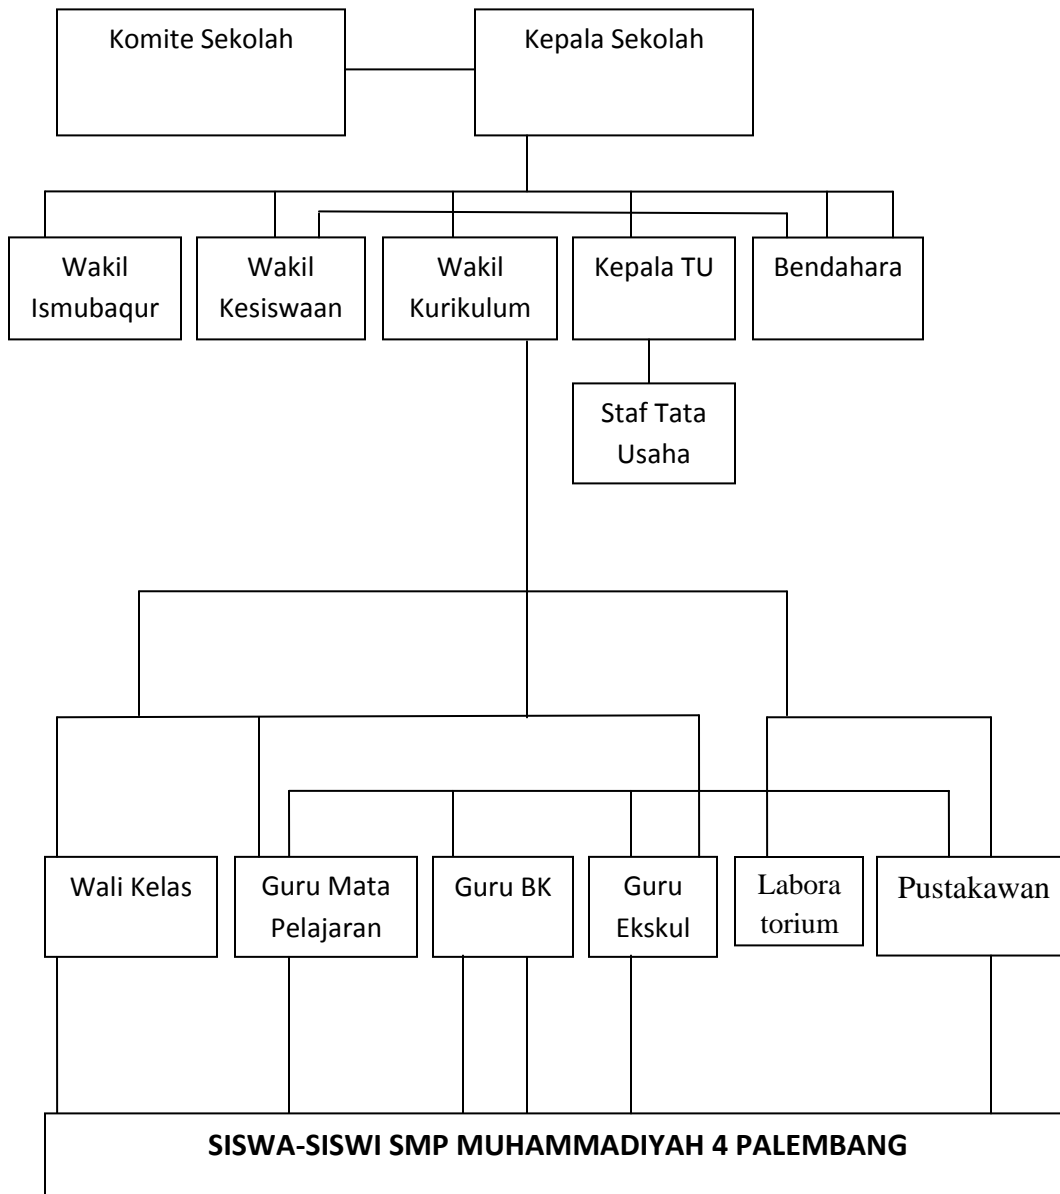 Komite Sekolah
Kepala Sekolah
Wakil
Ismubaqur
Wakil
Kesiswaan
Wakil
Kurikulum
Kepala TU
Bendahara
Staf Tata
Usaha
Wali Kelas
Guru Mata
Pelajaran
Guru BK
Guru
Ekskul
Labora
torium
Pustakawan
SISWA-SISWI SMP MUHAMMADIYAH 4 PALEMBANG